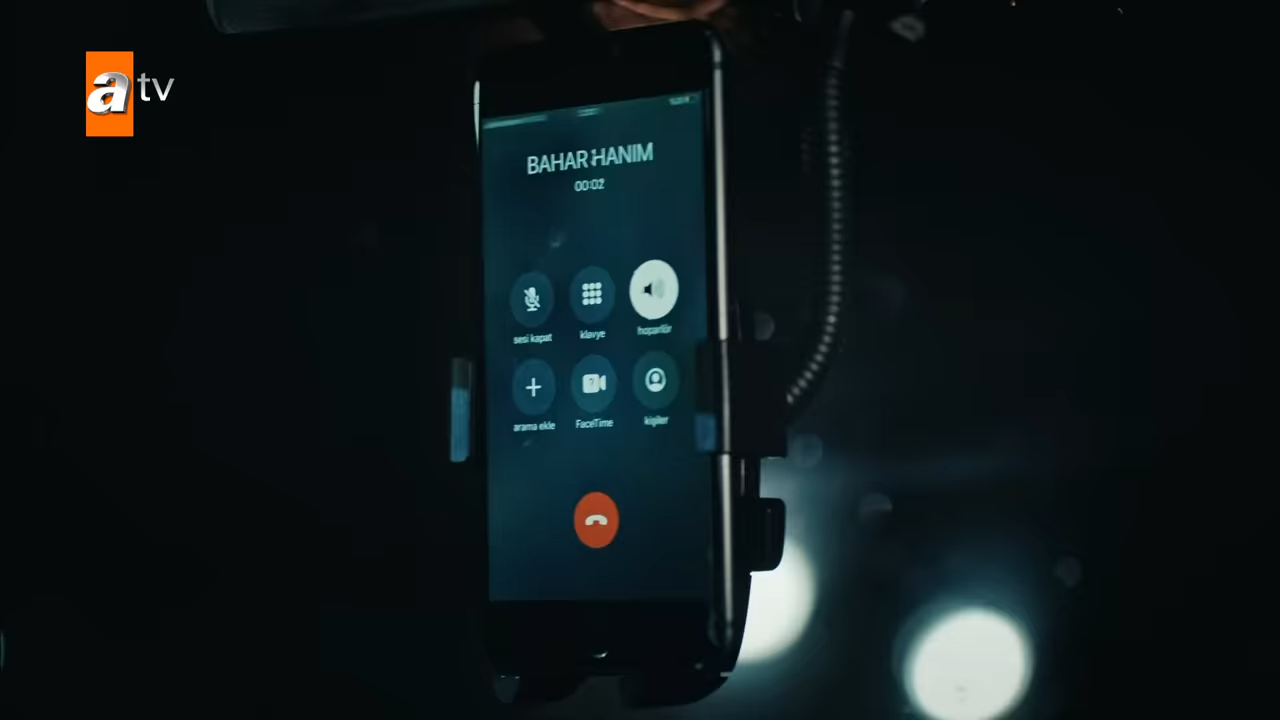 atv
BAHAR HANIM
00:02
sesi kapat
klavye
hoparlör
arama ekle
FaceTime
kişiler